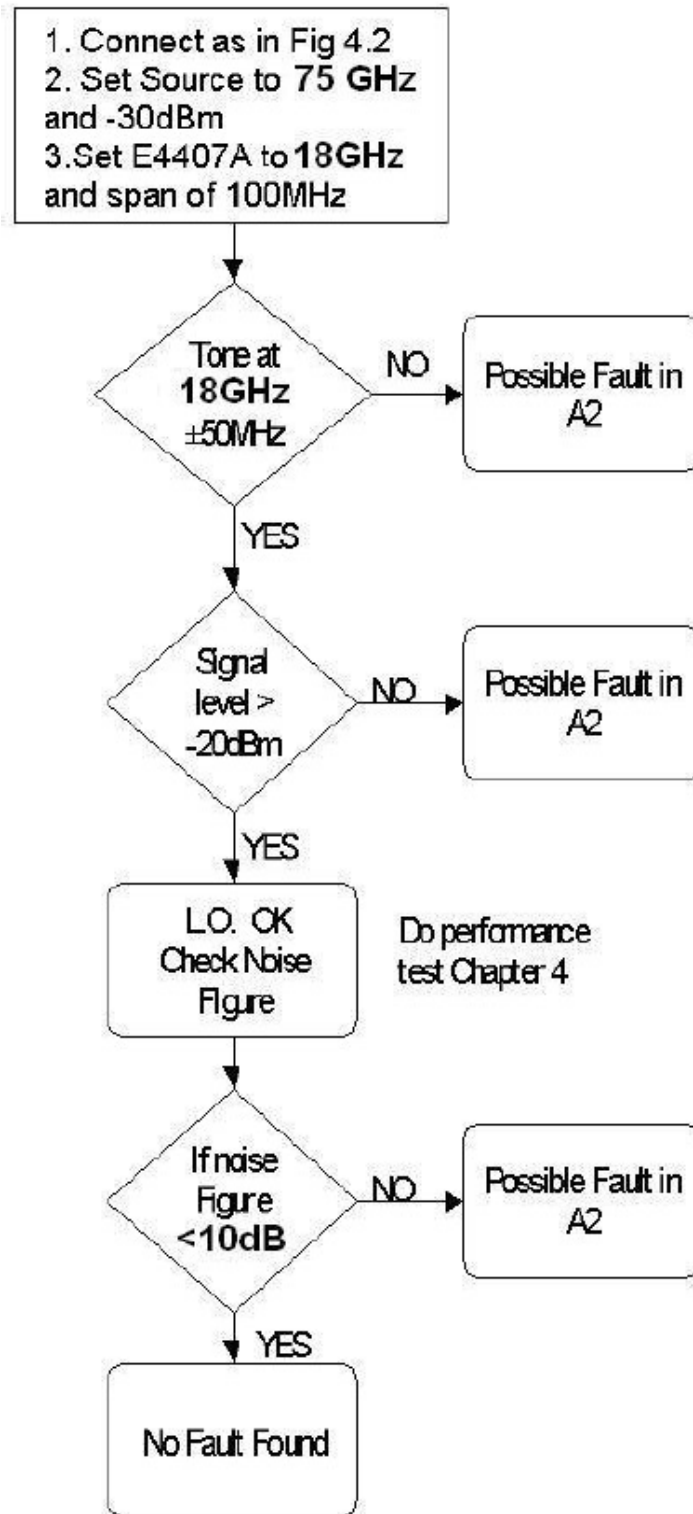 1. Connect as in Fig 4.2
2. Set Source to 75 GHz
and -30dBm
3.Set E4407A to 18GHz
and span of 100MHz
Tone at
18GHz
±50MHz
NO
Possible Fault in
A2
YES
Signal
level >
-20dBm
NO
Possible Fault in
A2
YES
L.O. OK
Check Noise
Figure
Do performance
test Chapter 4
If noise
Figure
<10dB
NO
Possible Fault in
A2
YES
No Fault Found